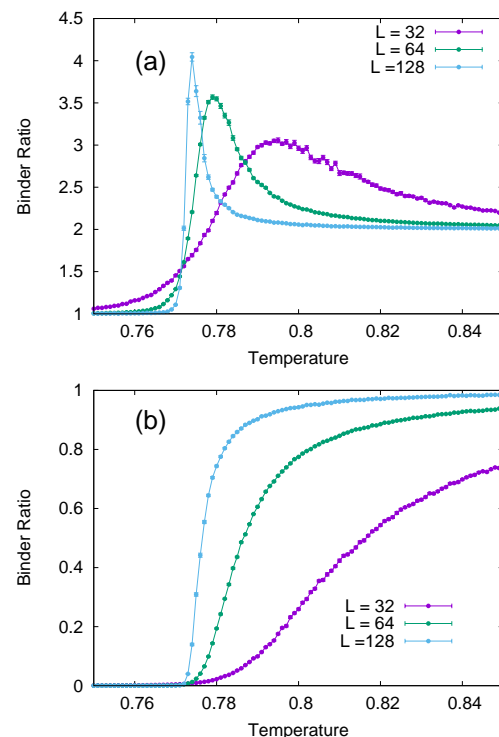 4.5
4
3.5
3
2.5
2
1.5
1
0.76 0.78 0.8 0.82 0.84
Binder Ratio
Temperature
(a)
L = 32
L = 64
L =128
1
0.8
0.6
0.4
0.2
0
0.76 0.78 0.8 0.82 0.84
Binder Ratio
Temperature
(b)
L = 32
L = 64
L =128